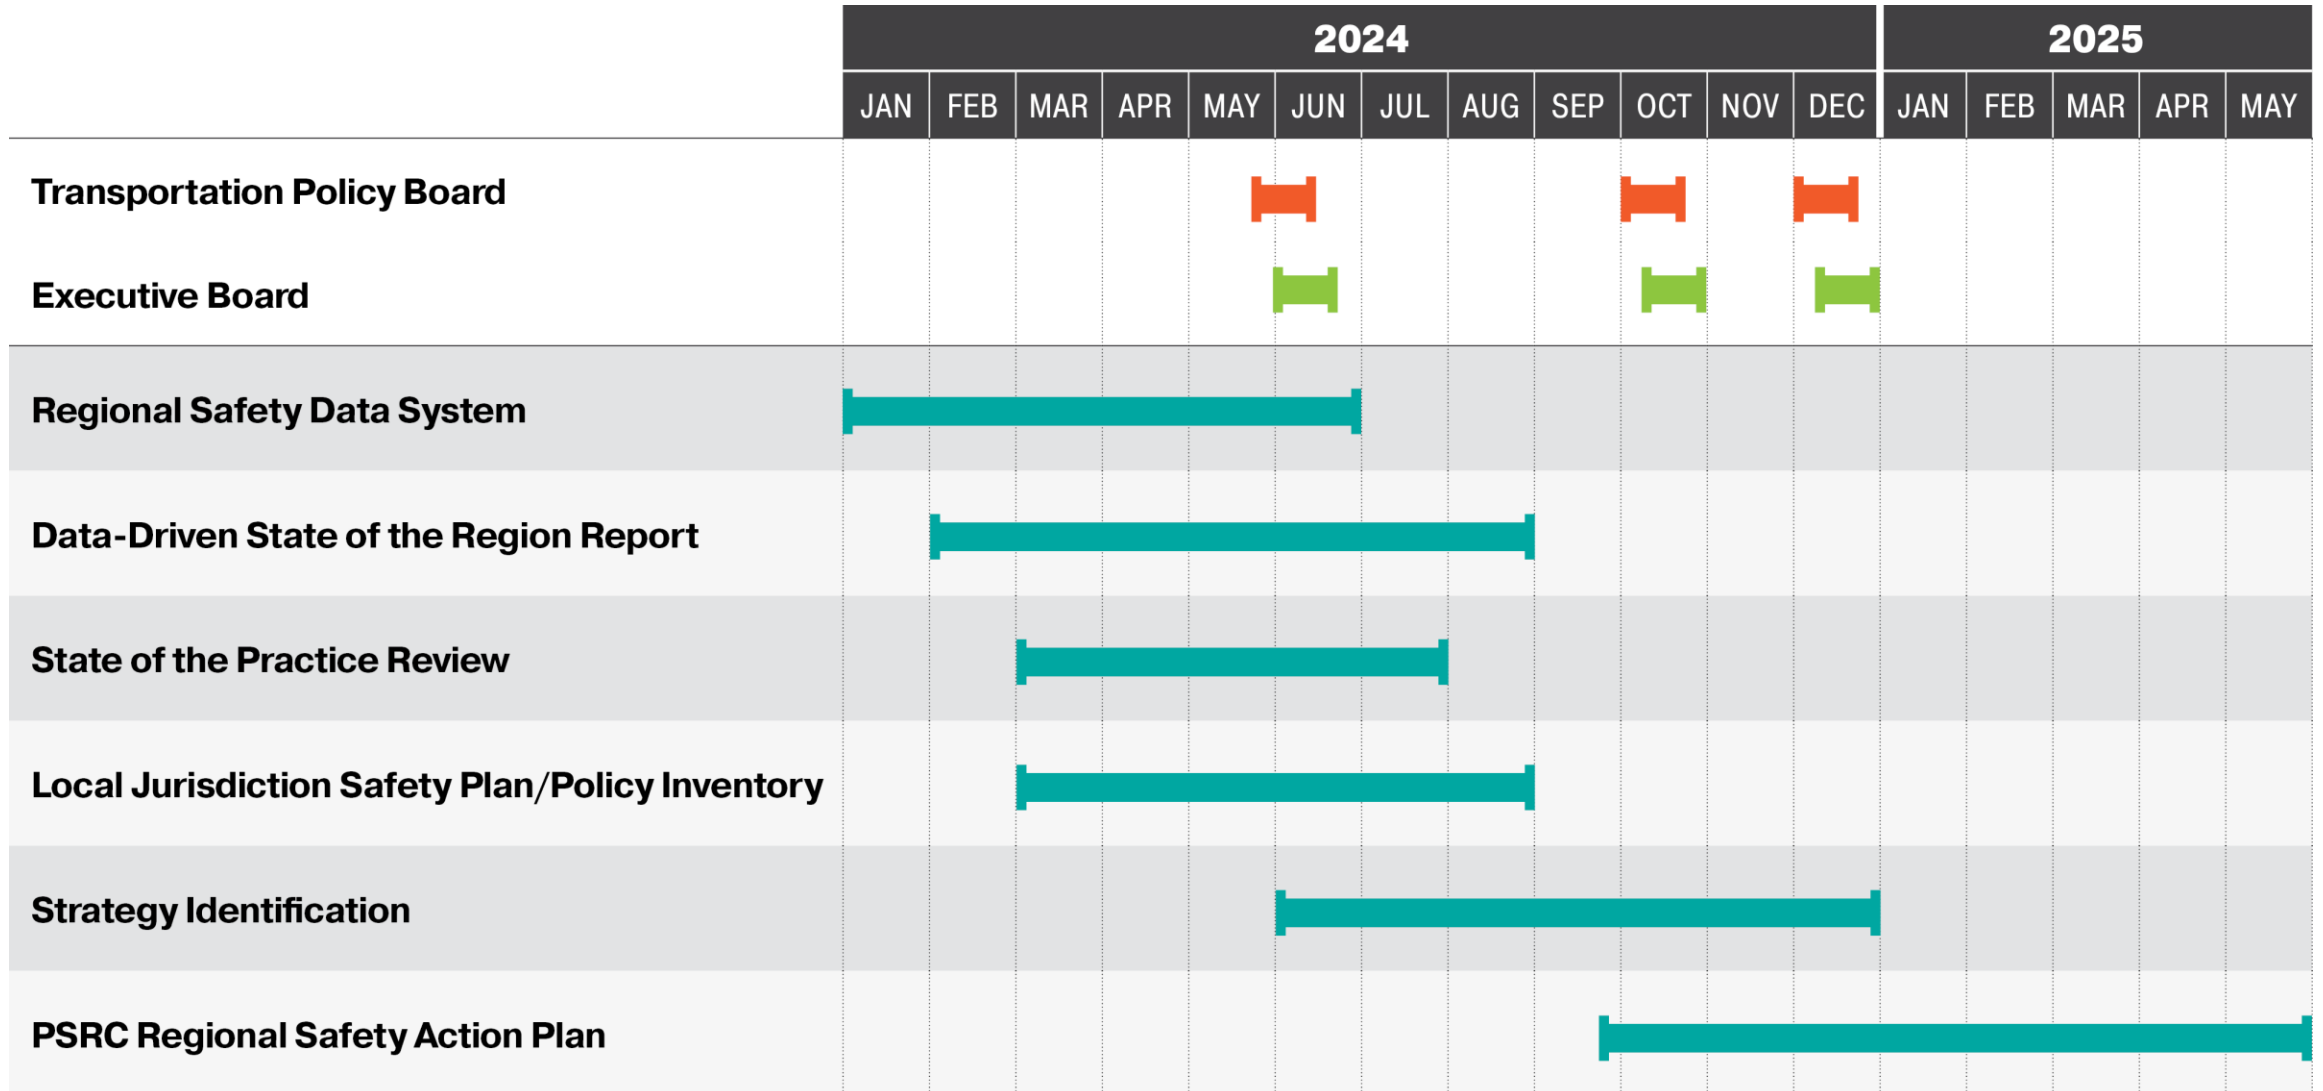 2024 2025
JAN FEB MAR APR MAY JUN JUL AUG SEP OCT NOV DEC JAN FEB MAR APR MAY
Transportation Policy Board
Executive Board
Regional Safety Data System
Data-Driven State of the Region Report
State of the Practice Review
Local Jurisdiction Safety Plan/Policy Inventory
Strategy Identification
PSRC Regional Safety Action Plan